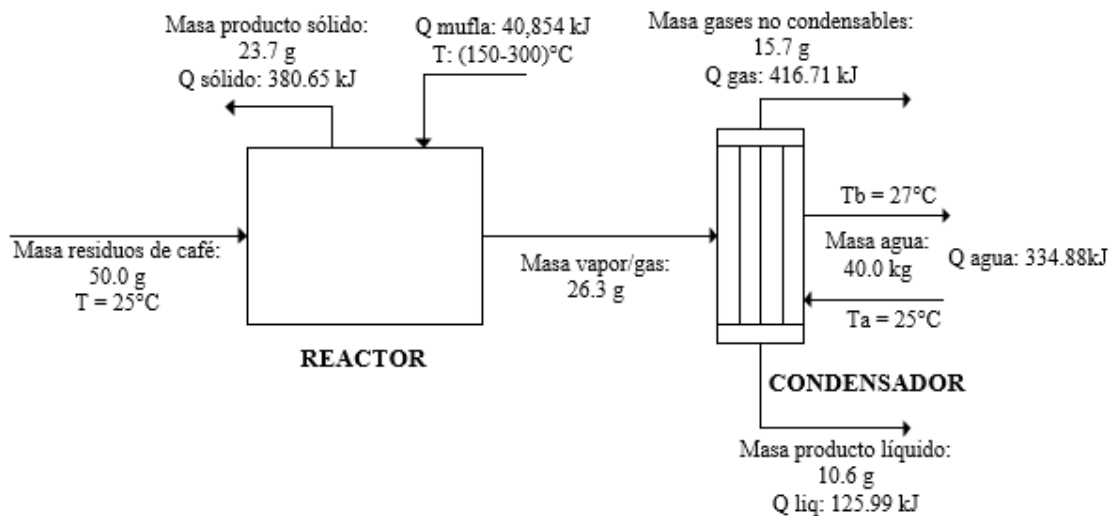 Masa producto sólido:
23.7 g
Q sólido: 380.65 kJ
Q mufla: 40,854 kJ
T: (150-300)°C
Masa gases no condensables:
15.7 g
Q gas: 416.71 kJ
Masa residuos de café:
50.0 g
T = 25°C
REACTOR
Masa vapor/gas:
26.3 g
Tb = 27°C
Masa agua:
40.0 kg
Q agua: 334.88kJ
Ta = 25°C
CONDENSADOR
Masa producto líquido:
10.6 g
Q liq: 125.99 kJ